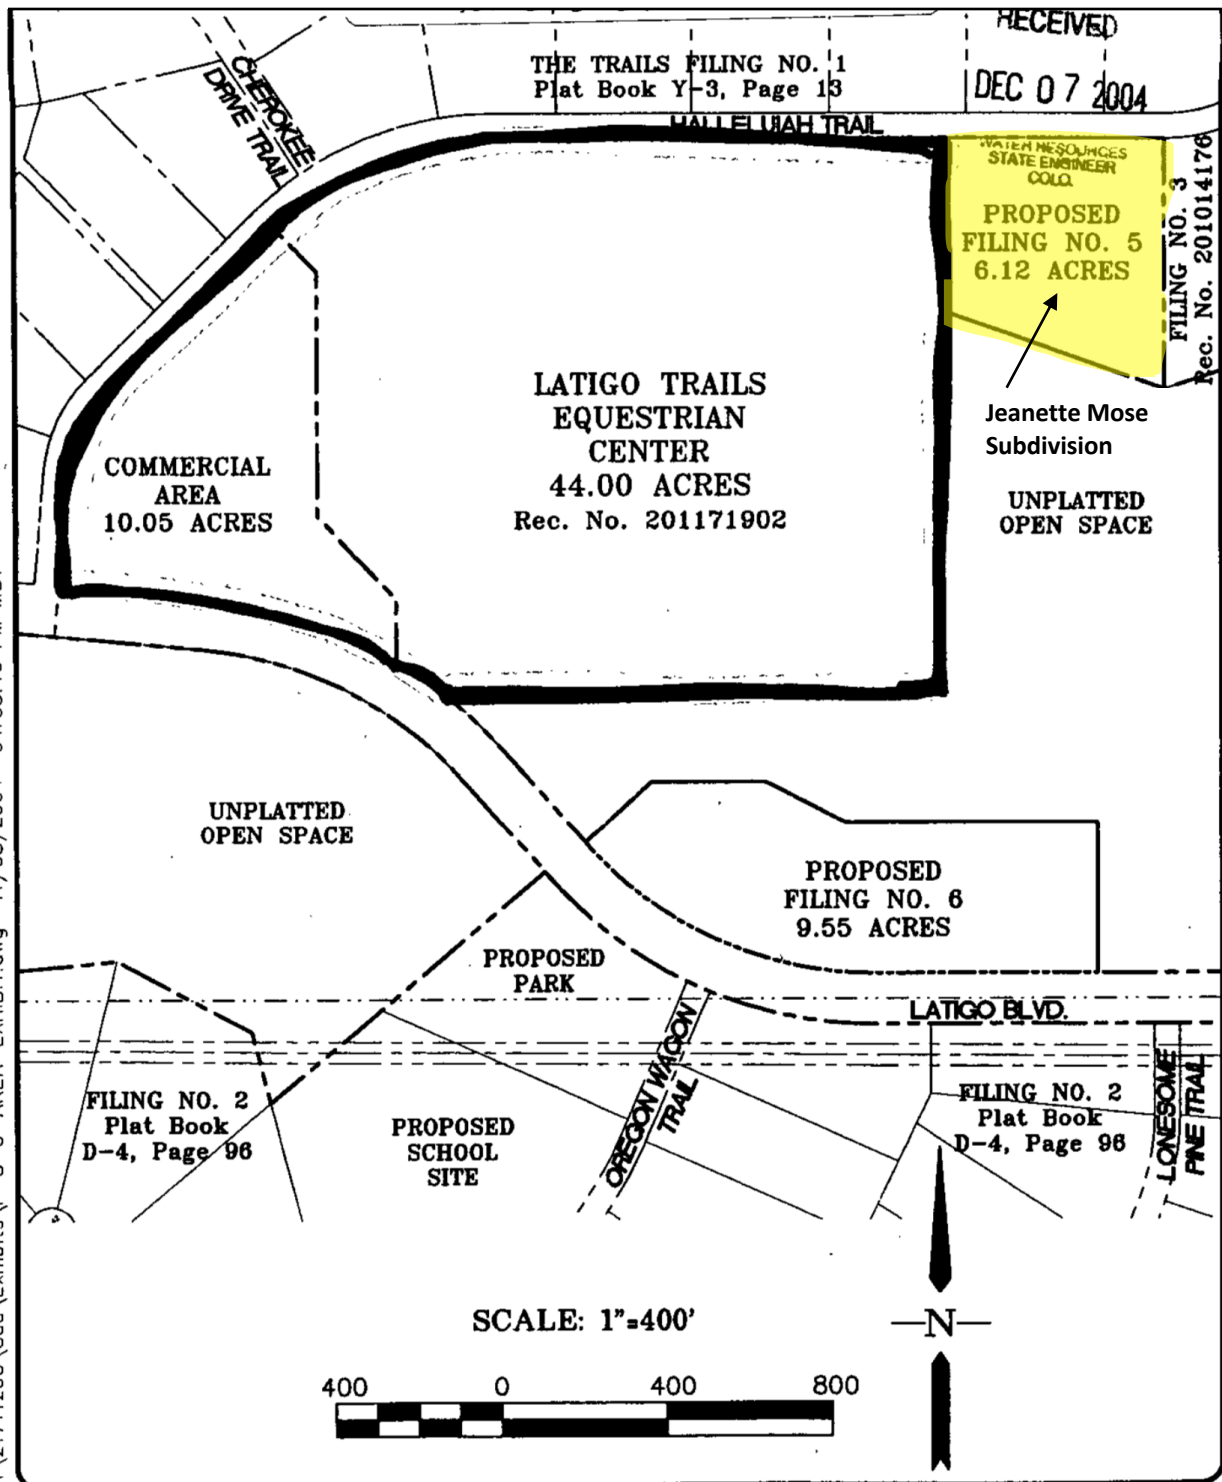 RECEIVED
DEC 07 2004
WATER RESOURCES
STATE ENGINEER
COLO.
THE TRAILS FILING NO. 1
Plat Book Y-3, Page 13
HALLELUIAH TRAIL
CHEROKEE
DRIVE TRAIL
PROPOSED
FILING NO. 5
6.12 ACRES
FILING NO. 3
Rec. No. 201014176
Jeanette Mose
Subdivision
LATIGO TRAILS
EQUESTRIAN
CENTER
44.00 ACRES
Rec. No. 201171902
COMMERCIAL
AREA
10.05 ACRES
UNPLATTED
OPEN SPACE
UNPLATTED
OPEN SPACE
PROPOSED
FILING NO. 6
9.55 ACRES
PROPOSED
PARK
LATIGO BLVD.
OREGON WAGON
TRAIL
LONESOME
PINE TRAIL
FILING NO. 2
Plat Book
D-4, Page 96
PROPOSED
SCHOOL
SITE
FILING NO. 2
Plat Book
D-4, Page 96
SCALE: 1"=400'
N
400 0 400 800